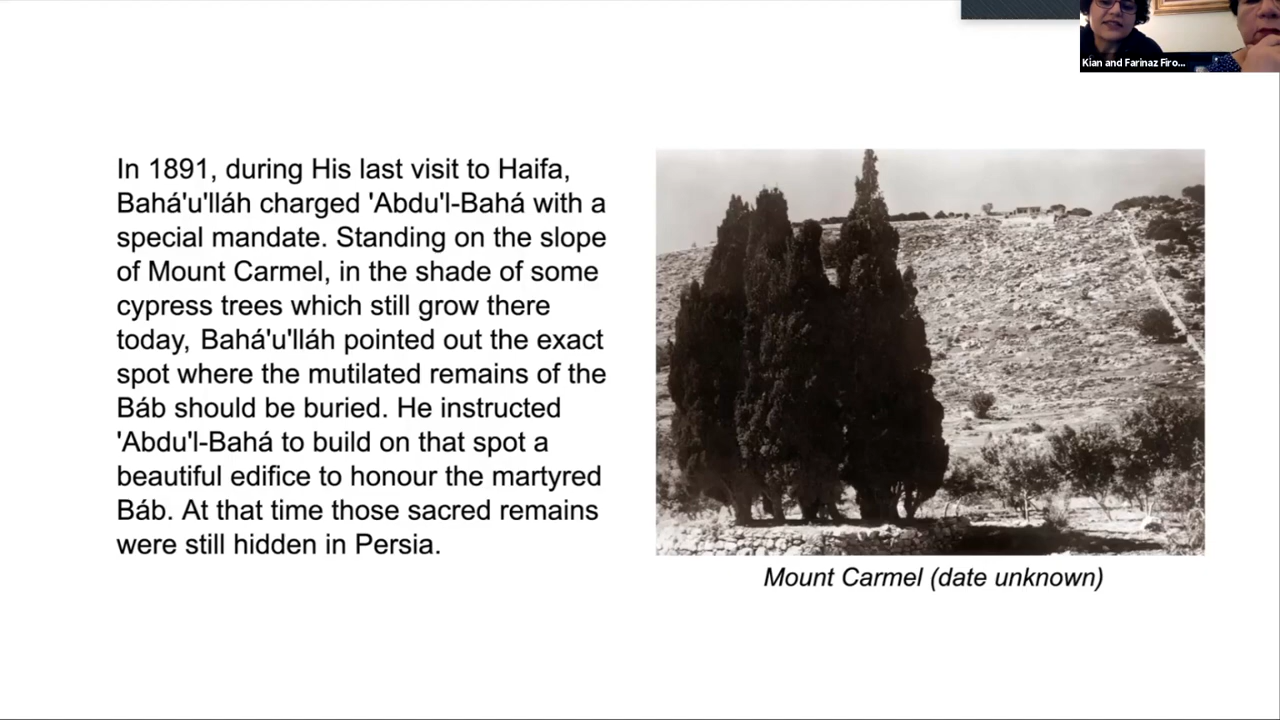 Kian and Farinaz Firo...
In 1891, during His last visit to Haifa,
Bahá'u'lláh charged 'Abdu'l-Bahá with a
special mandate. Standing on the slope
of Mount Carmel, in the shade of some
cypress trees which still grow there
today, Bahá'u'lláh pointed out the exact
spot where the mutilated remains of the
Báb should be buried. He instructed
'Abdu'l-Bahá to build on that spot a
beautiful edifice to honour the martyred
Báb. At that time those sacred remains
were still hidden in Persia.
Mount Carmel (date unknown)